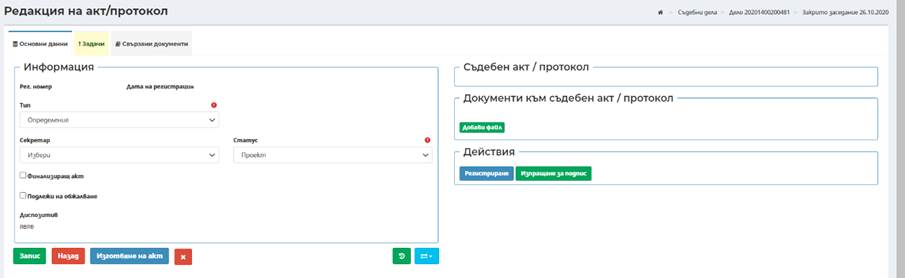 Редакция на акт/протокол
Съдебни дела
Дело 20201400200481
Закрито заседание 26.10.2020
Основни данни
! Задачи
Свързани документи
Информация
Рег. номер
Дата на регистрация
Тип
Определение
Секретар
Статус
Избери
Проект
Финализиращ акт
Подлежи на обжалване
Диспозитив
явяв
Запис
Назад
Изготвяне на акт
Съдебен акт / протокол
Документи към съдебен акт / протокол
Добави файл
Действия
Регистриране
Изпращане за подпис